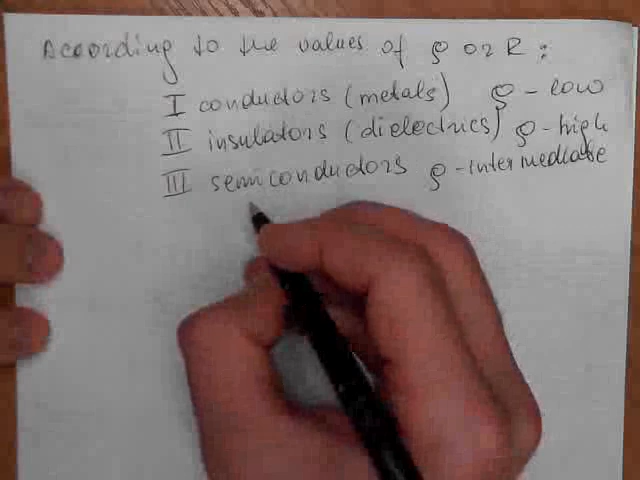 According to the values of ρ or R:
I conductors (metals) ρ - low
II insulators (dielectrics) ρ - high
III semiconductors ρ - intermediate